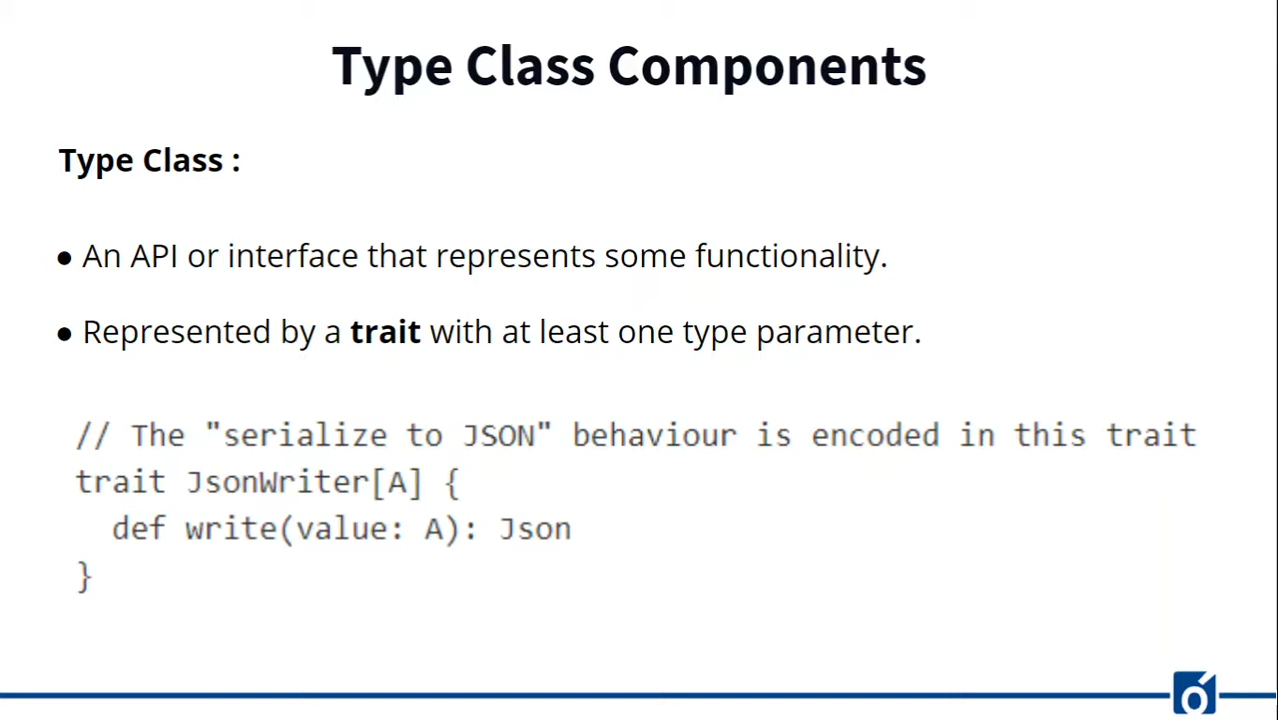 Type Class Components
Type Class :
● An API or interface that represents some functionality.
● Represented by a trait with at least one type parameter.
// The "serialize to JSON" behaviour is encoded in this trait
trait JsonWriter[A] {
  def write(value: A): Json
}